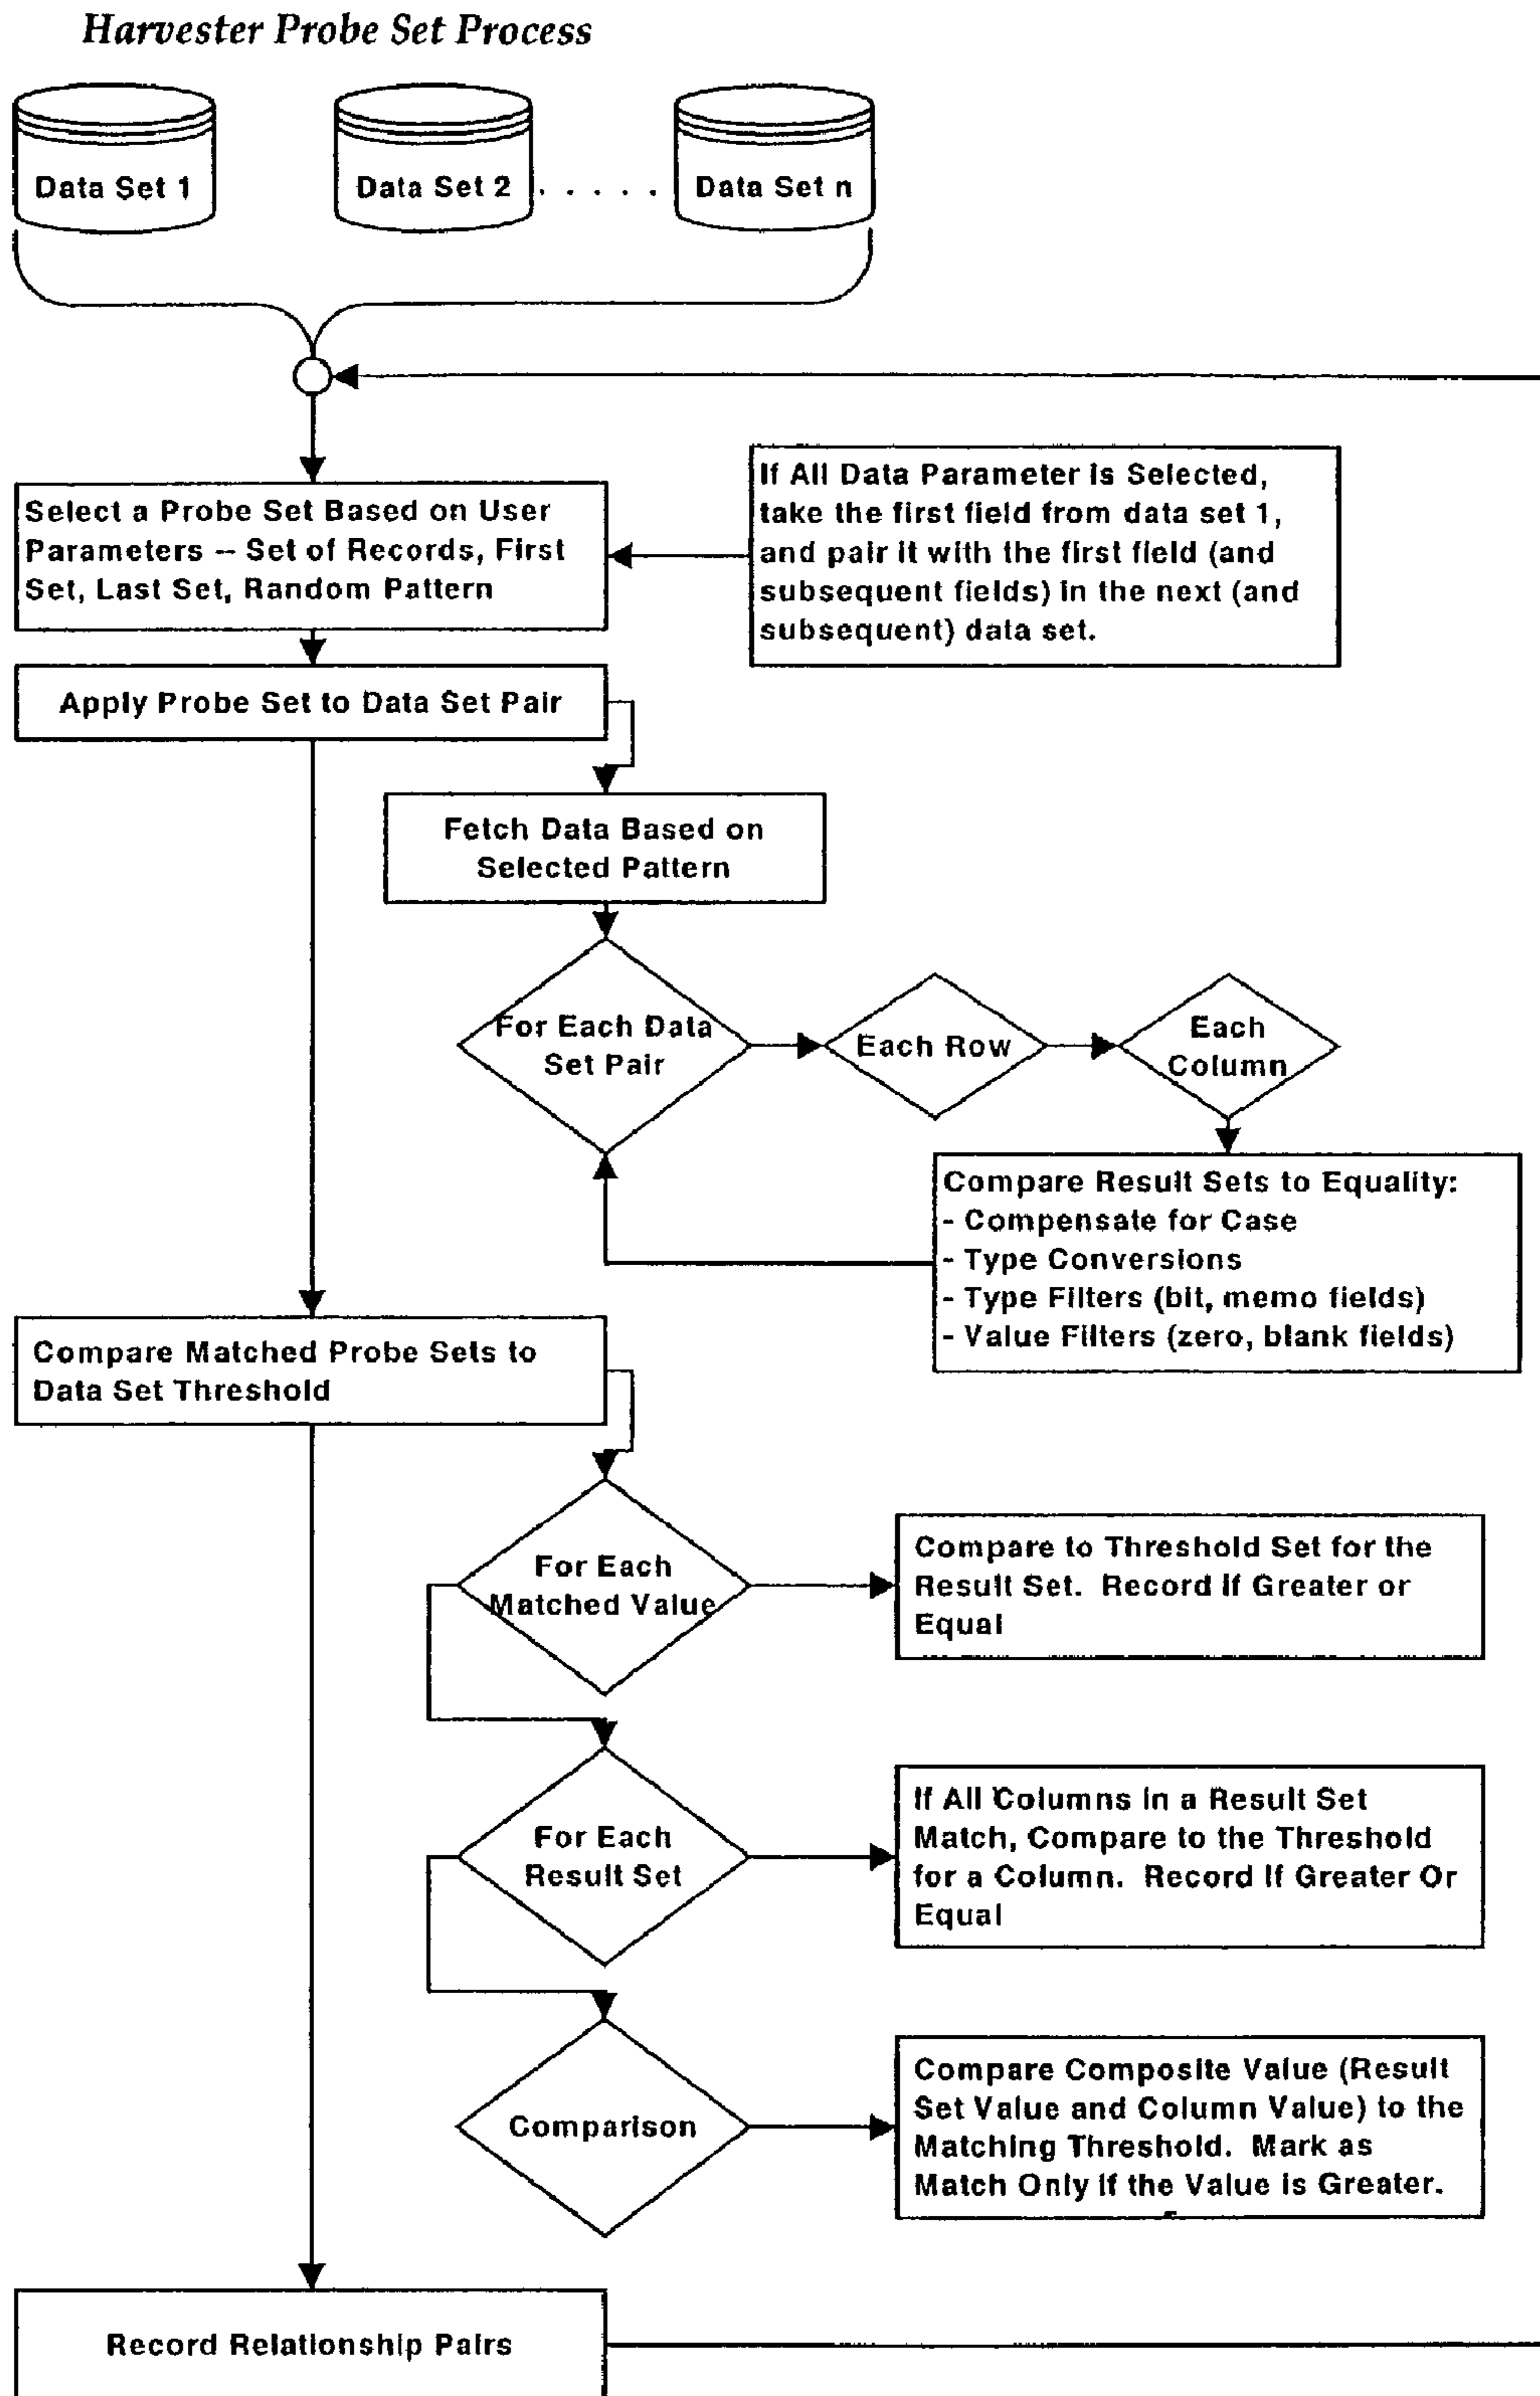 Harvester Probe Set Process
Data Set 1
Data Set 2
. . . . .
Data Set n
If All Data Parameter is Selected,
take the first field from data set 1,
and pair it with the first field (and
subsequent fields) in the next (and
subsequent) data set.
Select a Probe Set Based on User
Parameters -- Set of Records, First
Set, Last Set, Random Pattern
Apply Probe Set to Data Set Pair
Fetch Data Based on
Selected Pattern
For Each Data
Set Pair
Each Row
Each
Column
Compare Result Sets to Equality:
- Compensate for Case
- Type Conversions
- Type Filters (bit, memo fields)
- Value Filters (zero, blank fields)
Compare Matched Probe Sets to
Data Set Threshold
For Each
Matched Value
Compare to Threshold Set for the
Result Set. Record If Greater or
Equal
For Each
Result Set
If All Columns in a Result Set
Match, Compare to the Threshold
for a Column. Record If Greater Or
Equal
Comparison
Compare Composite Value (Result
Set Value and Column Value) to the
Matching Threshold. Mark as
Match Only if the Value is Greater.
Record Relationship Pairs